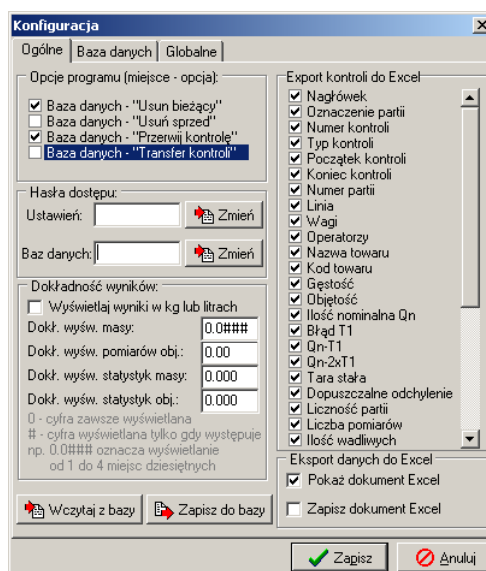 Konfiguracja
Ogólne Baza danych Globalne
Opcje programu (miejsce - opcja):
Baza danych - "Usun bieżący"
Baza danych - "Usuń sprzed"
Baza danych - "Przerwij kontrolę"
Baza danych - "Transfer kontroli"
Hasła dostępu:
Ustawień: Zmień
Baz danych: Zmień
Dokładność wyników:
Wyświetlaj wyniki w kg lub litrach
Dokł. wyśw. masy: 0.0###
Dokł. wyśw. pomiarów obj.: 0.00
Dokł. wyśw. statystyk masy: 0.000
Dokł. wyśw. statystyk obj.: 0.000
0 - cyfra zawsze wyświetlana
# - cyfra wyświetlana tylko gdy występuje
np. 0.0### oznacza wyświetlanie
od 1 do 4 miejsc dziesiętnych
Wczytaj z bazy Zapisz do bazy
Export kontroli do Excel
Nagłówek
Oznaczenie partii
Numer kontroli
Typ kontroli
Początek kontroli
Koniec kontroli
Numer partii
Linia
Wagi
Operatorzy
Nazwa towaru
Kod towaru
Gęstość
Objętość
Ilość nominalna Qn
Błąd T1
Qn-T1
Qn-2xT1
Tara stała
Dopuszczalne odchylenie
Liczność partii
Liczba pomiarów
Ilość wadliwych
Eksport danych do Excel
Pokaż dokument Excel
Zapisz dokument Excel
Zapisz Anuluj